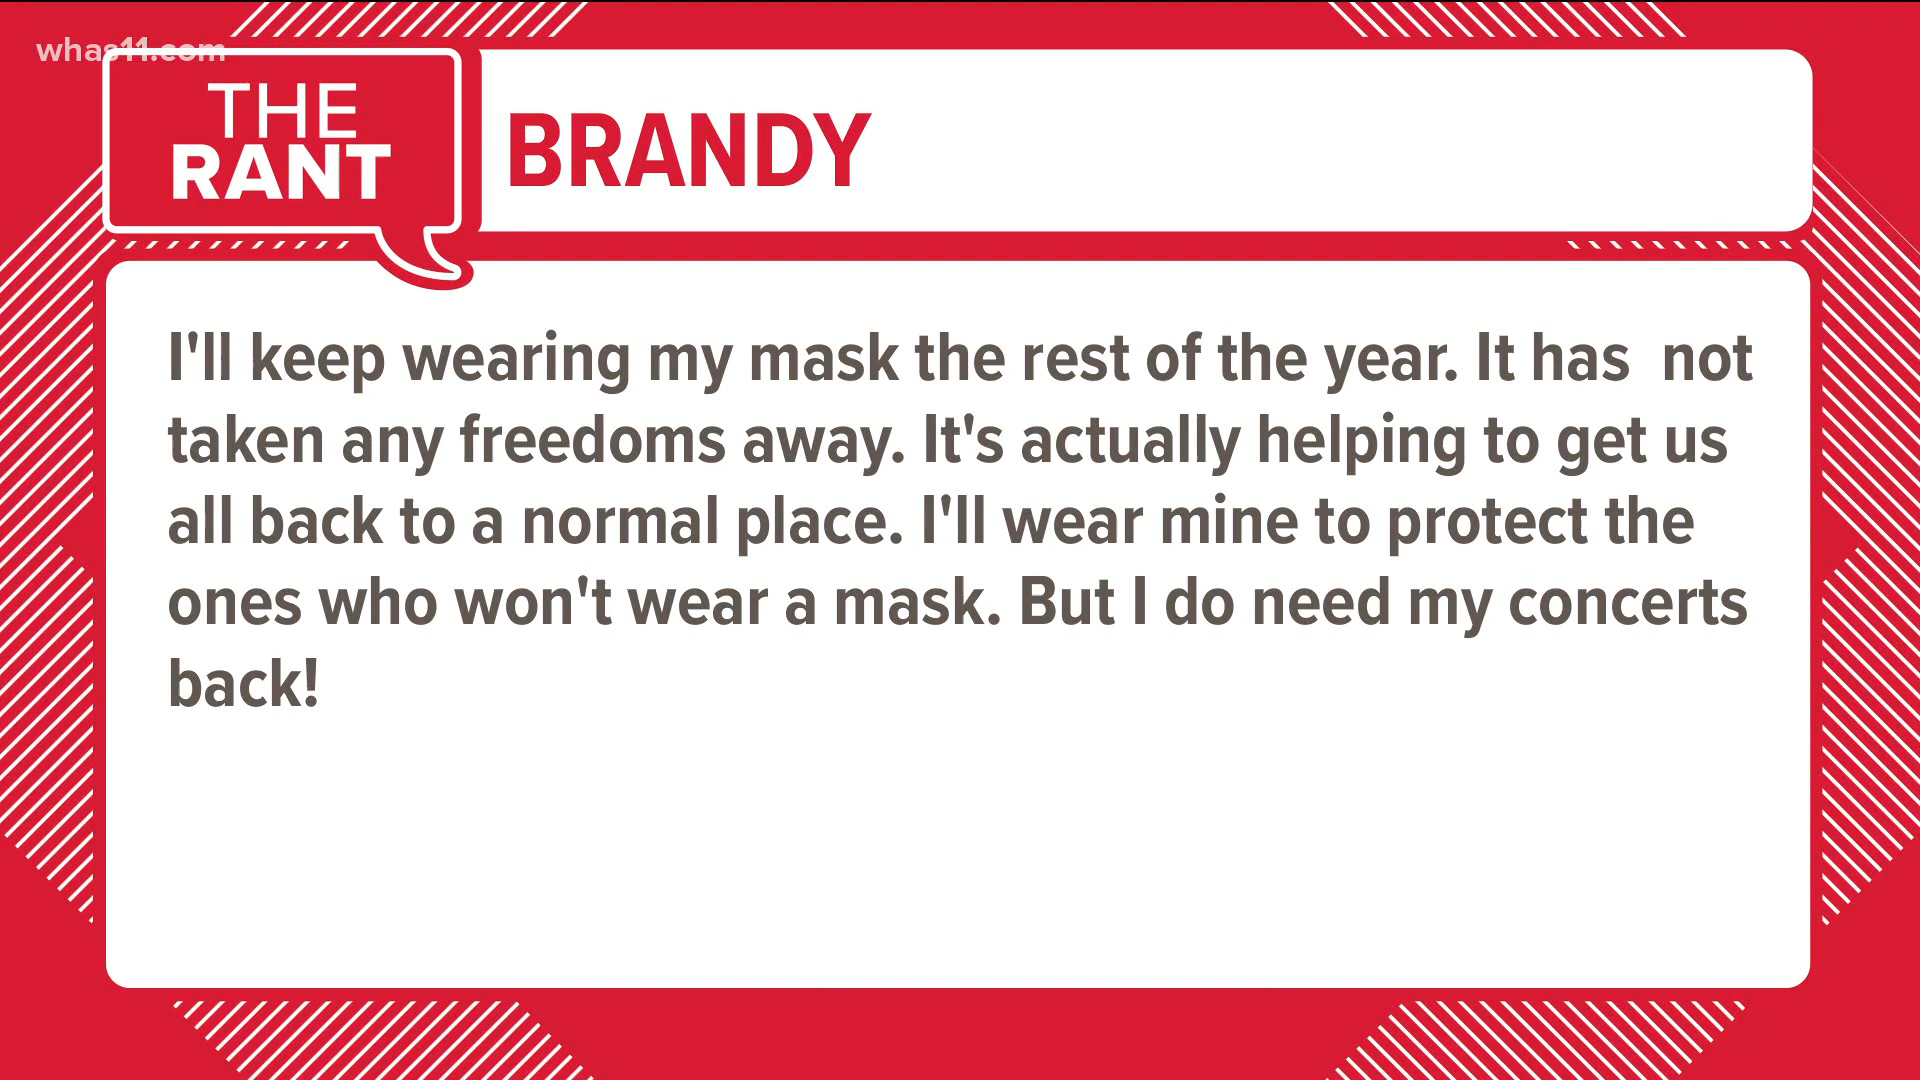 whas11.com
THE
RANT
BRANDY
I'll keep wearing my mask the rest of the year. It has  not
taken any freedoms away. It's actually helping to get us
all back to a normal place. I'll wear mine to protect the
ones who won't wear a mask. But I do need my concerts
back!